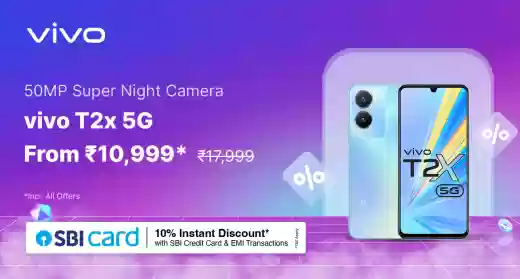 vivo
50MP Super Night Camera
vivo T2x 5G
From ₹10,999* ₹17,999
*Incl. All Offers
SBI card
10% Instant Discount*
with SBI Credit Card & EMI Transactions
vivo
T2X
5G
%
%